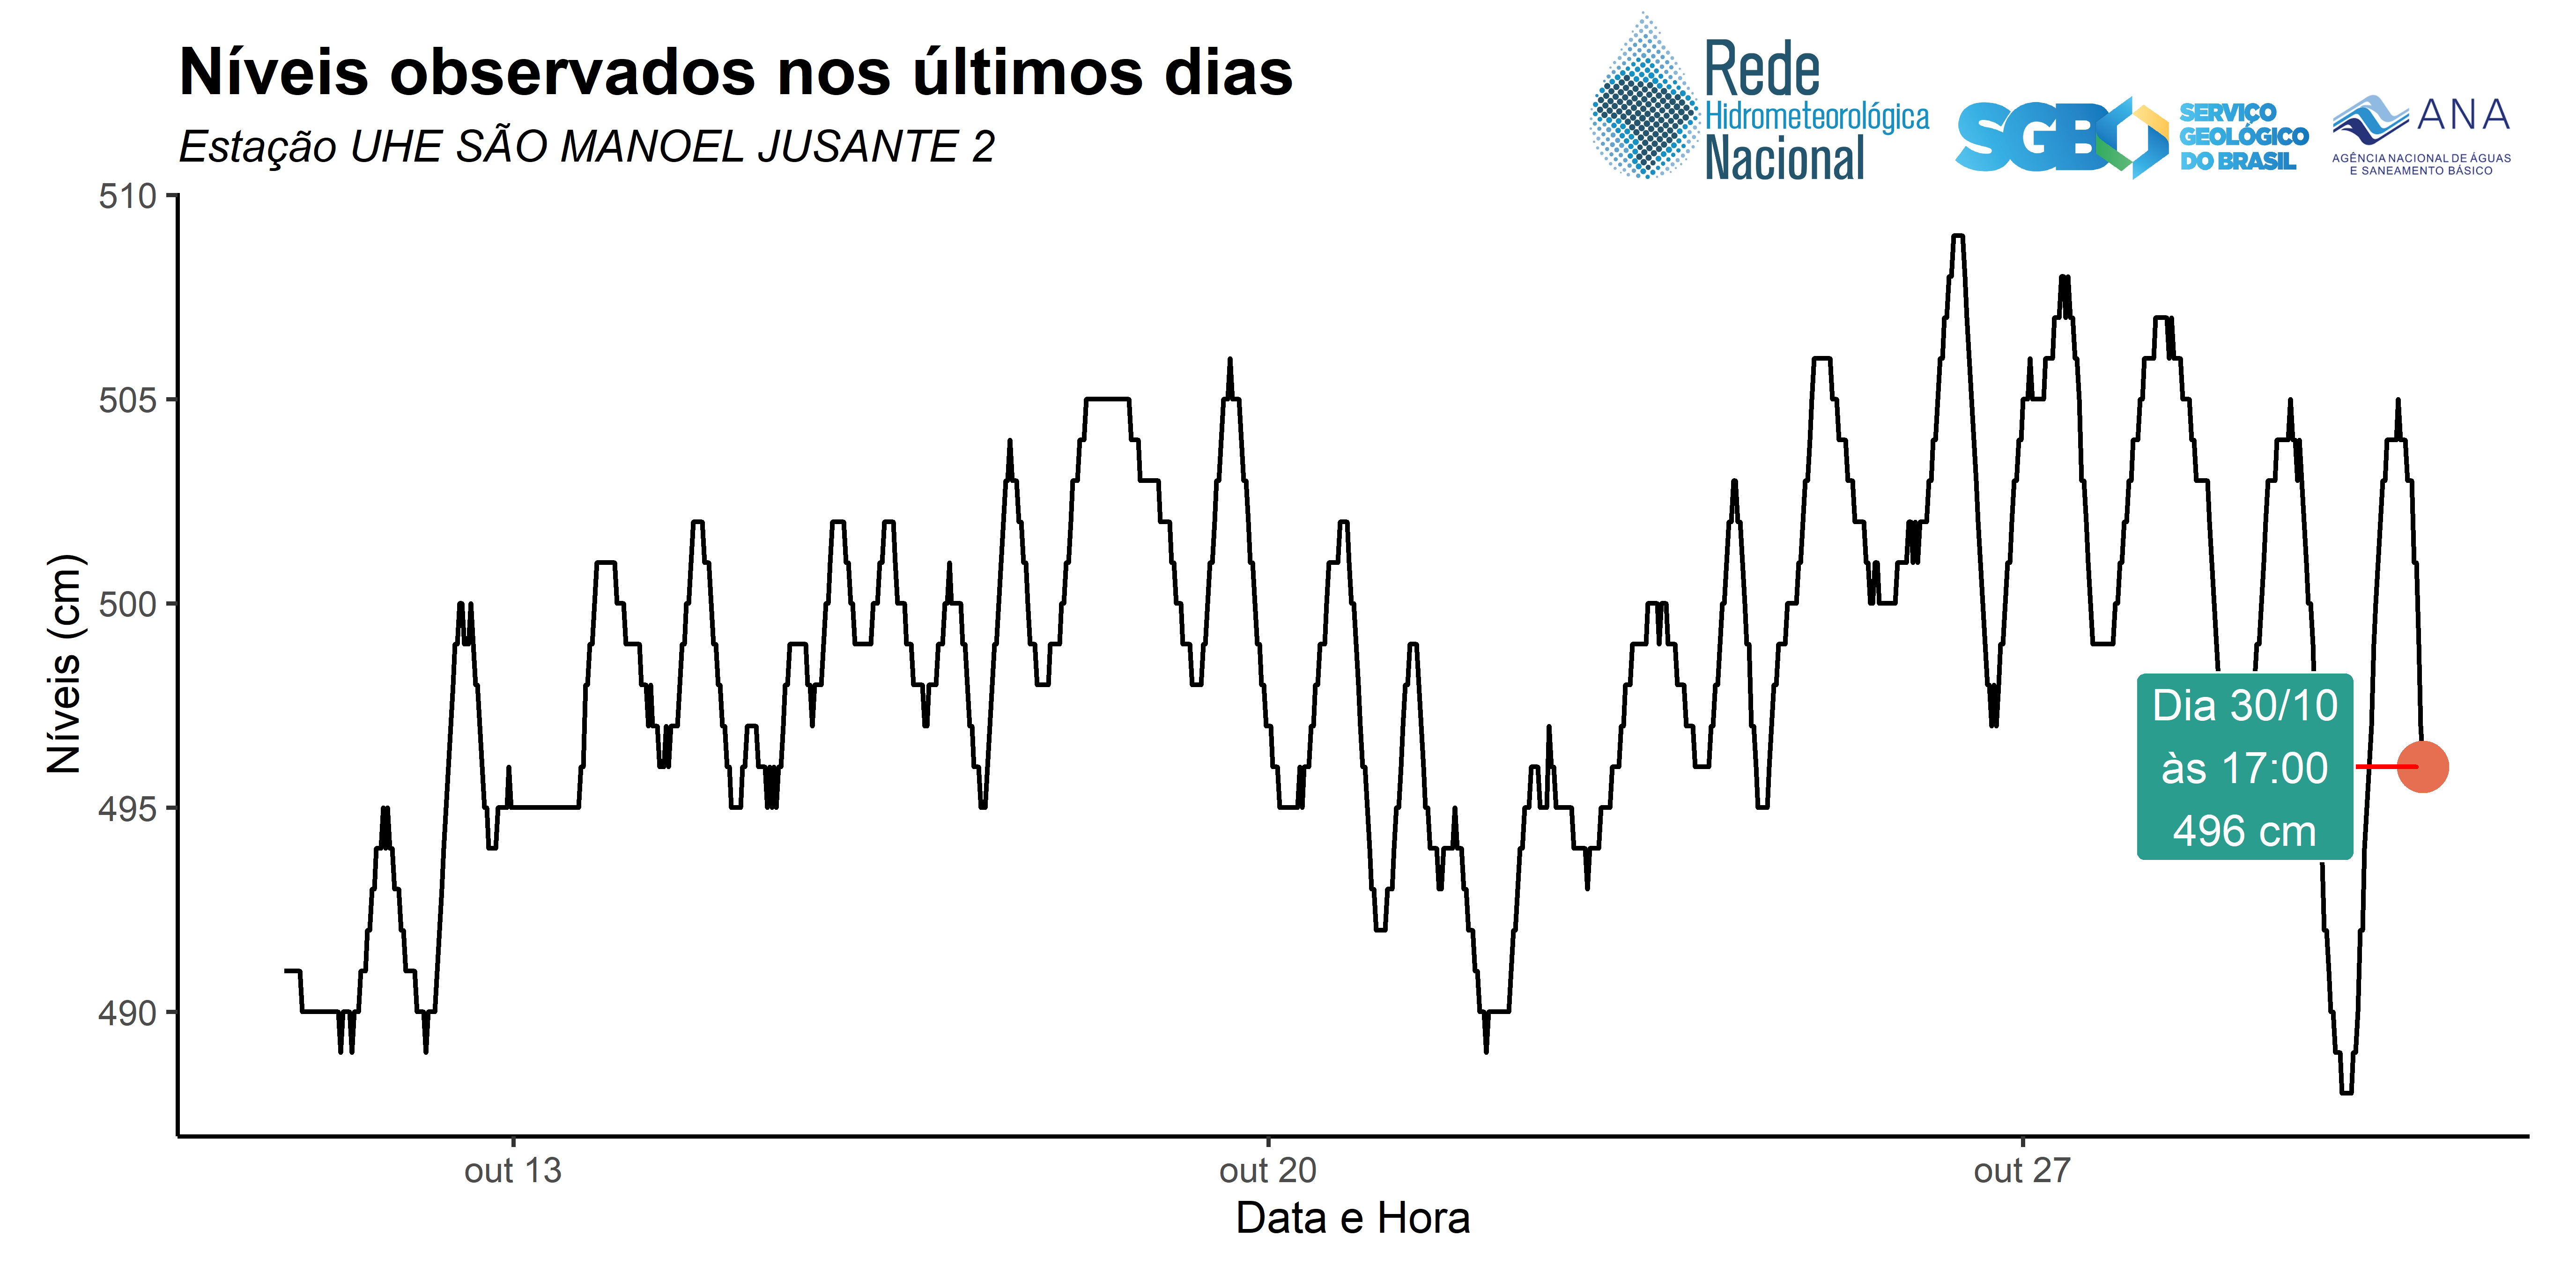 Níveis observados nos últimos dias
Estação UHE SÃO MANOEL JUSANTE 2
Rede
Hidrometeorológica
Nacional
SGB
SERVIÇO
GEOLÓGICO
DO BRASIL
ANA
AGÊNCIA NACIONAL DE ÁGUAS
E SANEAMENTO BÁSICO
510
505
500
495
490
Níveis (cm)
Dia 30/10
às 17:00
496 cm
out 13
out 20
out 27
Data e Hora